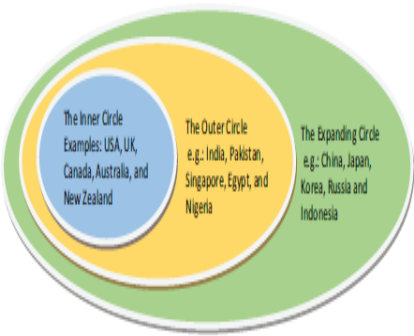 The Inner Circle
Examples: USA, UK,
Canada, Australia, and
New Zealand
The Outer Circle
e.g.: India, Pakistan,
Singapore, Egypt, and
Nigeria
The Expanding Circle
e.g.: China, Japan,
Korea, Russia and
Indonesia